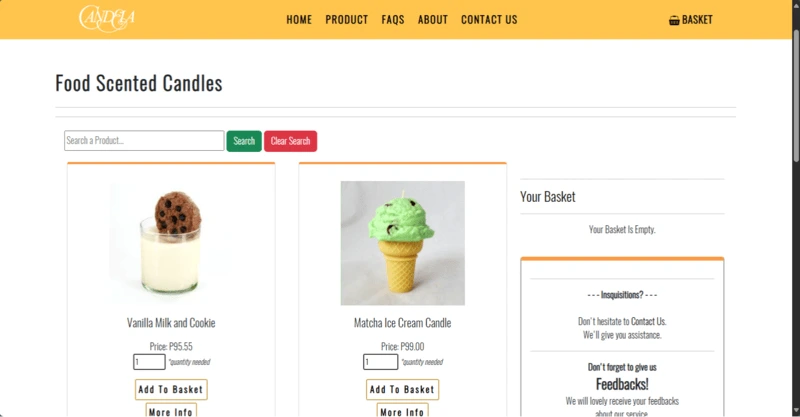 CANDELA
HOME PRODUCT FAQS ABOUT CONTACT US BASKET
Food Scented Candles
Search a Product...
Search
Clear Search
Vanilla Milk and Cookie
Price: ₱95.55
1 *quantity needed
Add To Basket
More Info
Matcha Ice Cream Candle
Price: ₱99.00
1 *quantity needed
Add To Basket
More Info
Your Basket
Your Basket Is Empty.
- - - Insquisitions? - - -
Don't hesitate to Contact Us.
We'll give you assistance.
Don't forget to give us
Feedbacks!
We will lovely receive your feedbacks
about our service